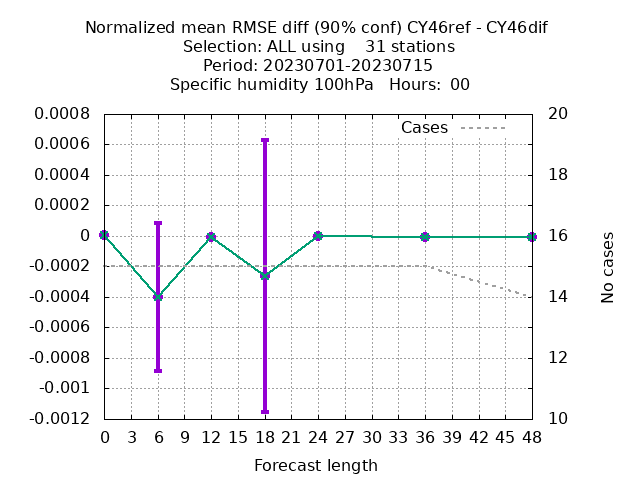 Normalized mean RMSE diff (90% conf) CY46ref - CY46dif
Selection: ALL using    31 stations
Period: 20230701-20230715
Specific humidity 100hPa   Hours:  00
Cases
0.0008
0.0006
0.0004
0.0002
0
-0.0002
-0.0004
-0.0006
-0.0008
-0.001
-0.0012
20
18
16
14
12
10
No cases
0 3 6 9 12 15 18 21 24 27 30 33 36 39 42 45 48
Forecast length